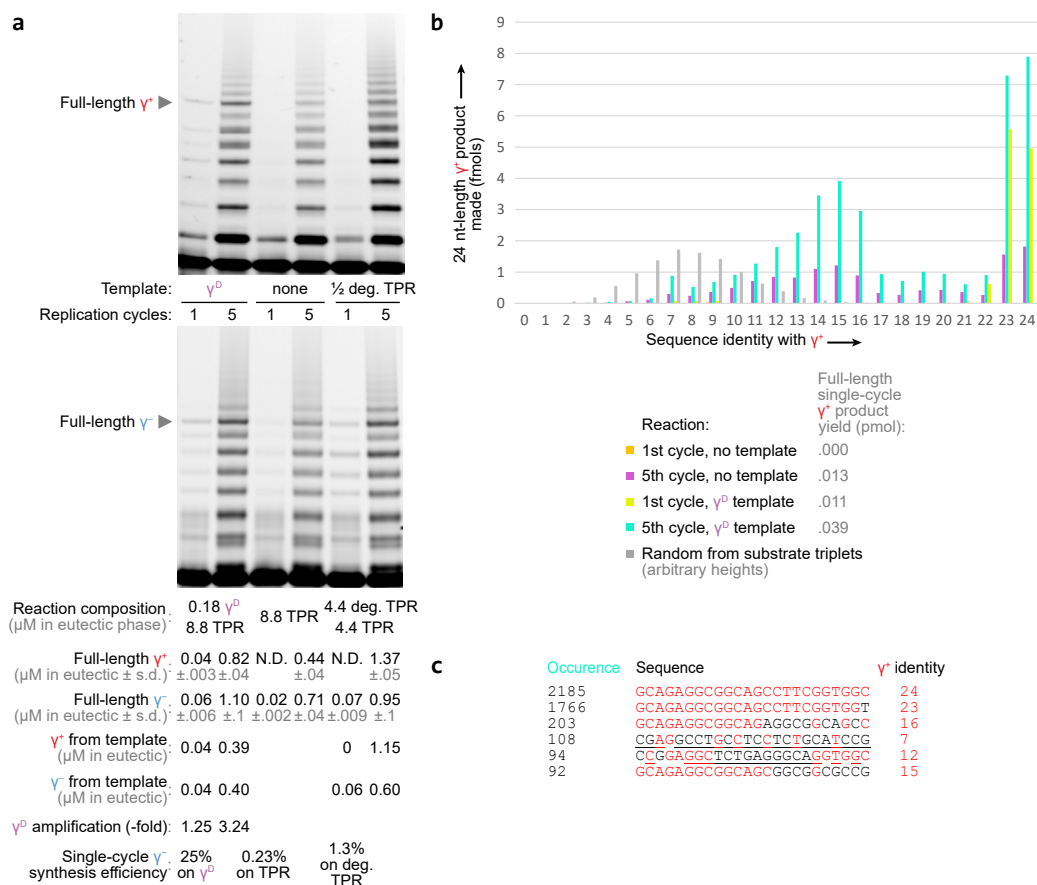 a
Full-length γ+
Template: γD none ½ deg. TPR
Replication cycles: 1 5 1 5 1 5
Full-length γ−
Reaction composition
(μM in eutectic phase):
0.18 γD
8.8 TPR
8.8 TPR
4.4 deg. TPR
4.4 TPR
Full-length γ+: 0.04 0.82 N.D. 0.44 N.D. 1.37
(μM in eutectic ± s.d.): ±.003 ±.04 ±.04 ±.05
Full-length γ−: 0.06 1.10 0.02 0.71 0.07 0.95
(μM in eutectic ± s.d.): ±.006 ±.1 ±.002 ±.04 ±.009 ±.1
γ+ from template: 0.04 0.39 0 1.15
(μM in eutectic)
γ− from template: 0.04 0.40 0.06 0.60
(μM in eutectic)
γD amplification (-fold): 1.25 3.24
Single-cycle γ−
synthesis efficiency:
25%
on γD
0.23%
on TPR
1.3%
on deg.
TPR
b
24 nt-length γ+ product
made (fmols)
9
8
7
6
5
4
3
2
1
0
0 1 2 3 4 5 6 7 8 9 10 11 12 13 14 15 16 17 18 19 20 21 22 23 24
Sequence identity with γ+
Full-length
single-cycle
γ+ product
yield (pmol):
Reaction:
1st cycle, no template .000
5th cycle, no template .013
1st cycle, γD template .011
5th cycle, γD template .039
Random from substrate triplets
(arbitrary heights)
c
Occurence Sequence γ+ identity
2185 GCAGAGGCGGCAGCCTTCGGTGGC 24
1766 GCAGAGGCGGCAGCCTTCGGTGGT 23
203 GCAGAGGCGGCAGAGGCGGCAGCC 16
108 CGAGGCCTGCCTCCTCTGCATCCG 7
94 CCGGAGGCTCTGAGGGCAGGTGGC 12
92 GCAGAGGCGGCAGCGGCGGCGCCG 15